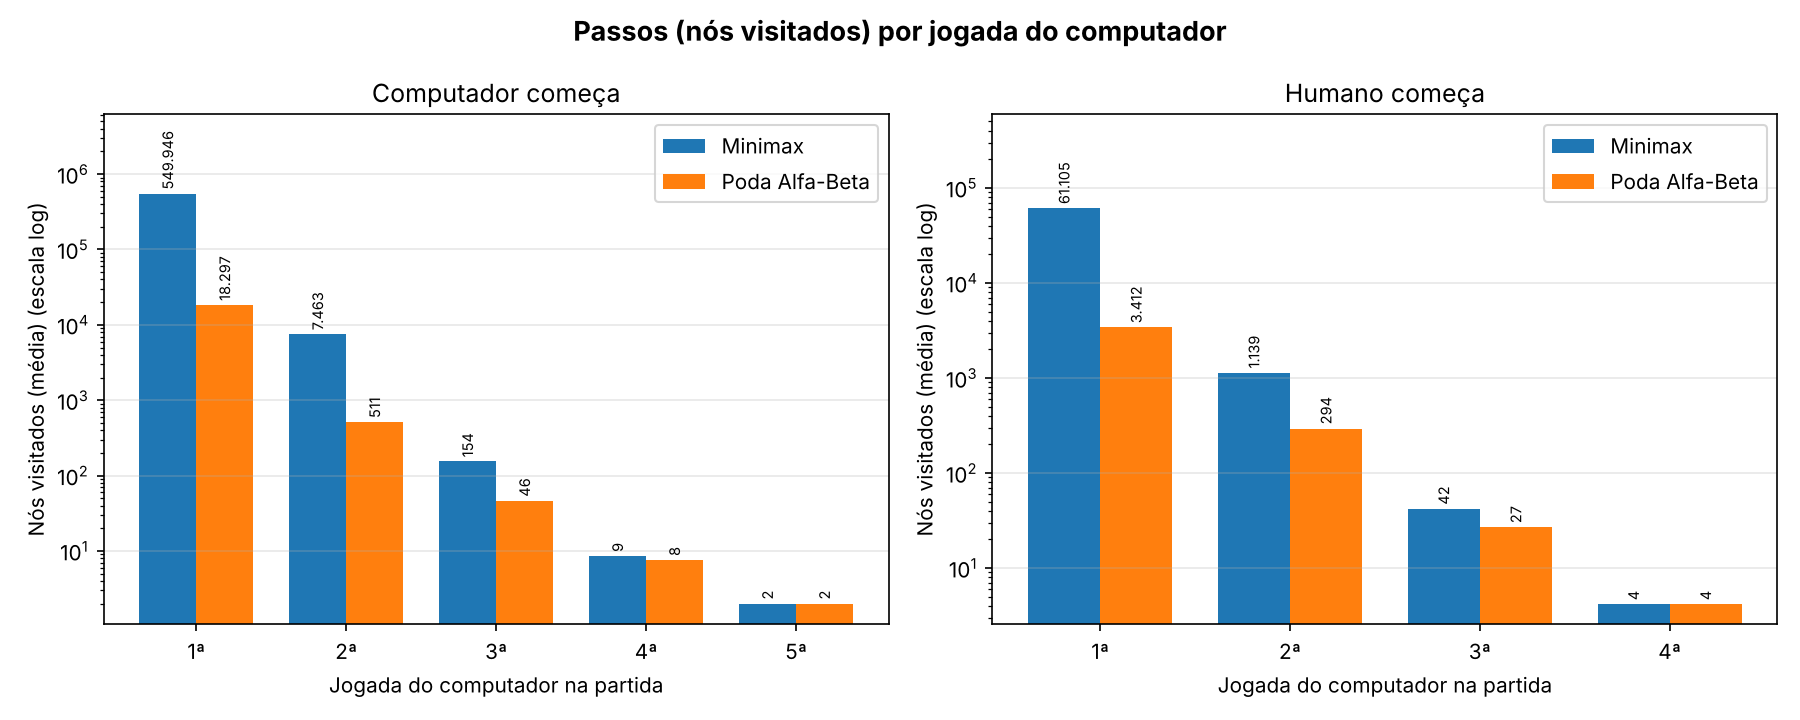 Passos (nós visitados) por jogada do computador
Computador começa
Nós visitados (média) (escala log)
10⁶
10⁵
10⁴
10³
10²
10¹
549.946
18.297
7.463
511
154
46
9
8
2
2
Minimax
Poda Alfa-Beta
1ª
2ª
3ª
4ª
5ª
Jogada do computador na partida
Humano começa
Nós visitados (média) (escala log)
10⁵
10⁴
10³
10²
10¹
61.105
3.412
1.139
294
42
27
4
4
Minimax
Poda Alfa-Beta
1ª
2ª
3ª
4ª
Jogada do computador na partida